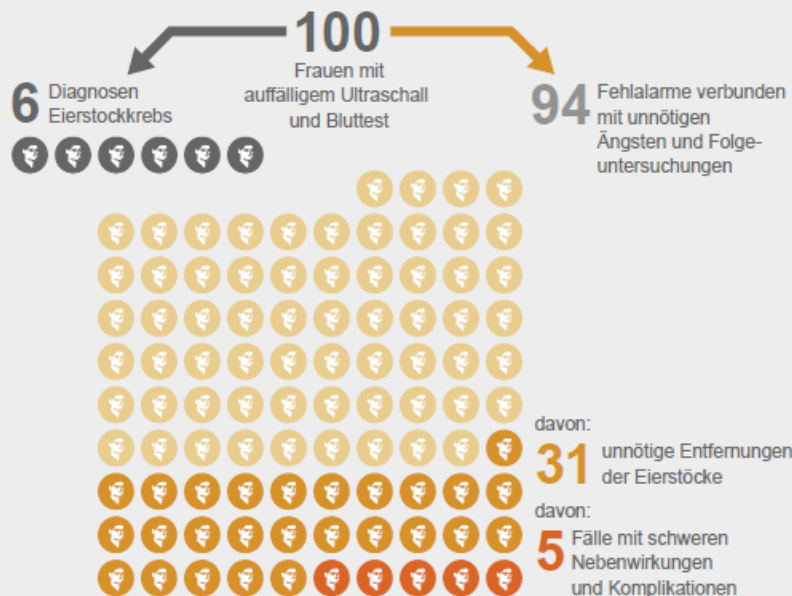 100
Frauen mit
auffälligem Ultraschall
und Bluttest
6 Diagnosen
Eierstockkrebs
94 Fehlalarme verbunden
mit unnötigen
Ängsten und Folge-
untersuchungen
davon:
31 unnötige Entfernungen
der Eierstöcke
davon:
5 Fälle mit schweren
Nebenwirkungen
und Komplikationen